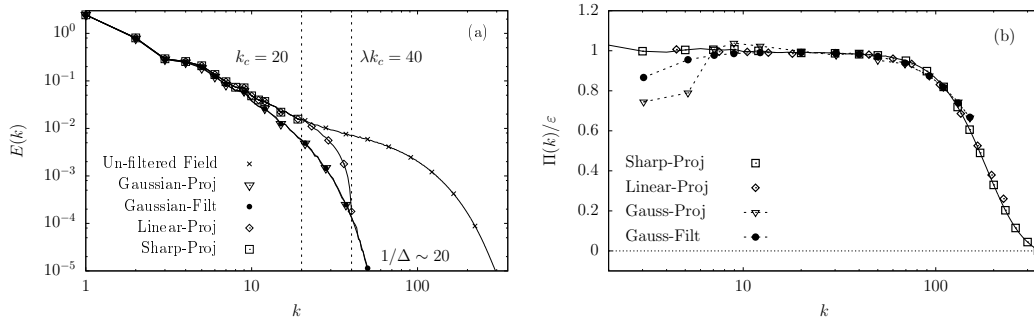 (a)
k_c = 20
λk_c = 40
E(k)
10^0
10^-1
10^-2
10^-3
10^-4
10^-5
Un-filtered Field
Gaussian-Proj
Gaussian-Filt
Linear-Proj
Sharp-Proj
1/Δ ∼ 20
1
10
100
k
(b)
Π(k)/ε
1.2
1
0.8
0.6
0.4
0.2
0
Sharp-Proj
Linear-Proj
Gauss-Proj
Gauss-Filt
10
100
k